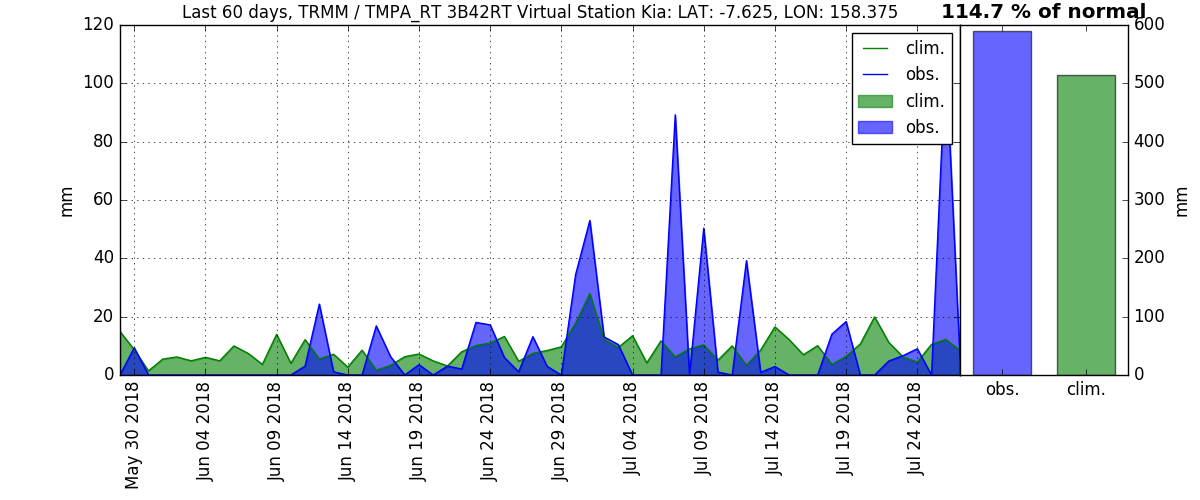 Last 60 days, TRMM / TMPA_RT 3B42RT Virtual Station Kia: LAT: -7.625, LON: 158.375
114.7 % of normal
120
100
80
60
40
20
0
mm
clim.
obs.
clim.
obs.
600
500
400
300
200
100
0
mm
May 30 2018
Jun 04 2018
Jun 09 2018
Jun 14 2018
Jun 19 2018
Jun 24 2018
Jun 29 2018
Jul 04 2018
Jul 09 2018
Jul 14 2018
Jul 19 2018
Jul 24 2018
obs.
clim.